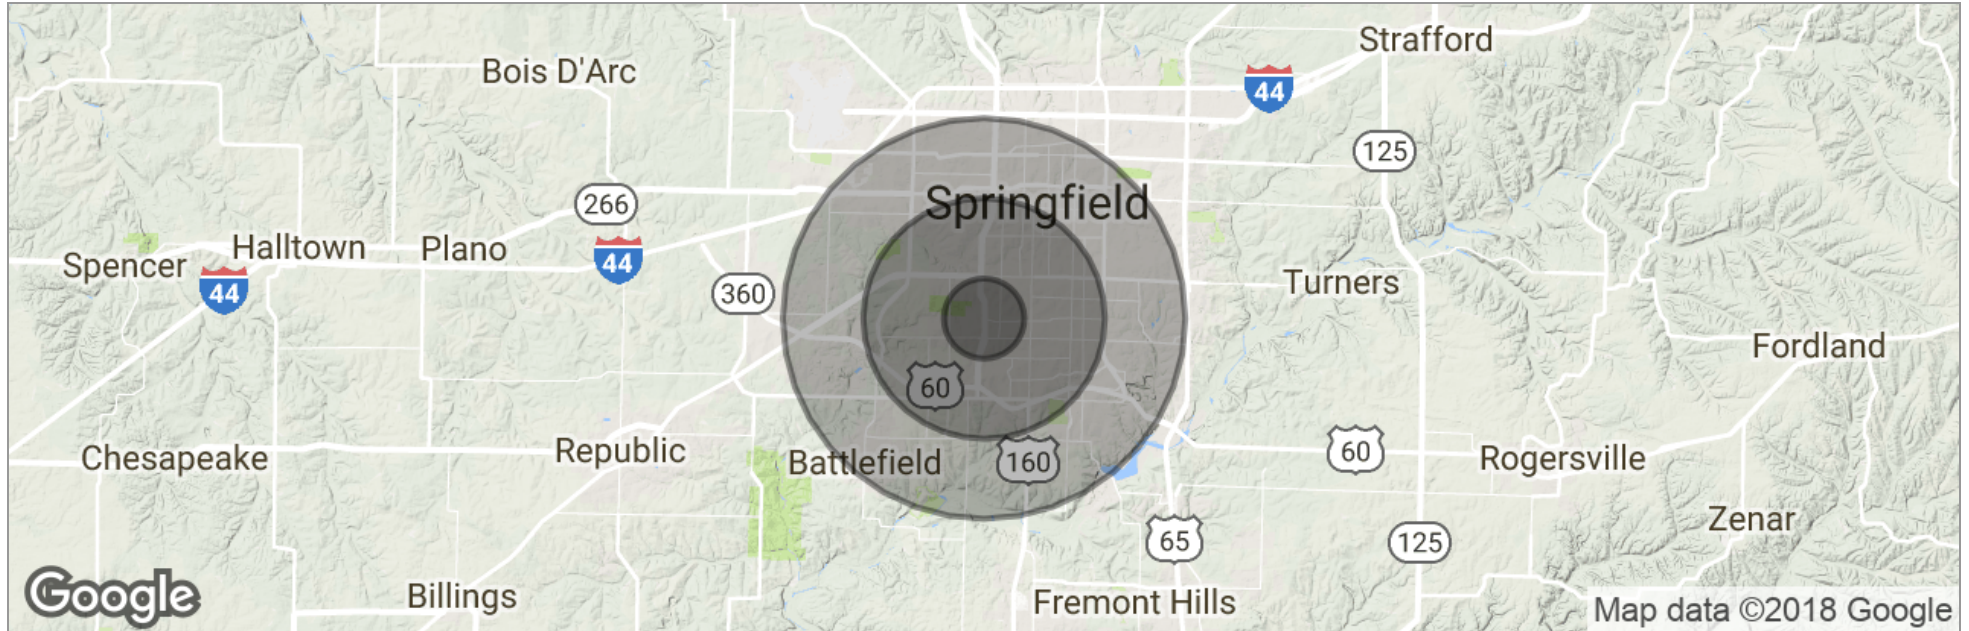 Strafford
Bois D'Arc
44
125
Springfield
266
Halltown
Plano
Spencer
44
44
360
Turners
Fordland
60
Chesapeake
Republic
Battlefield
160
60
Rogersville
Zenar
65
125
Billings
Fremont Hills
Google
Map data ©2018 Google